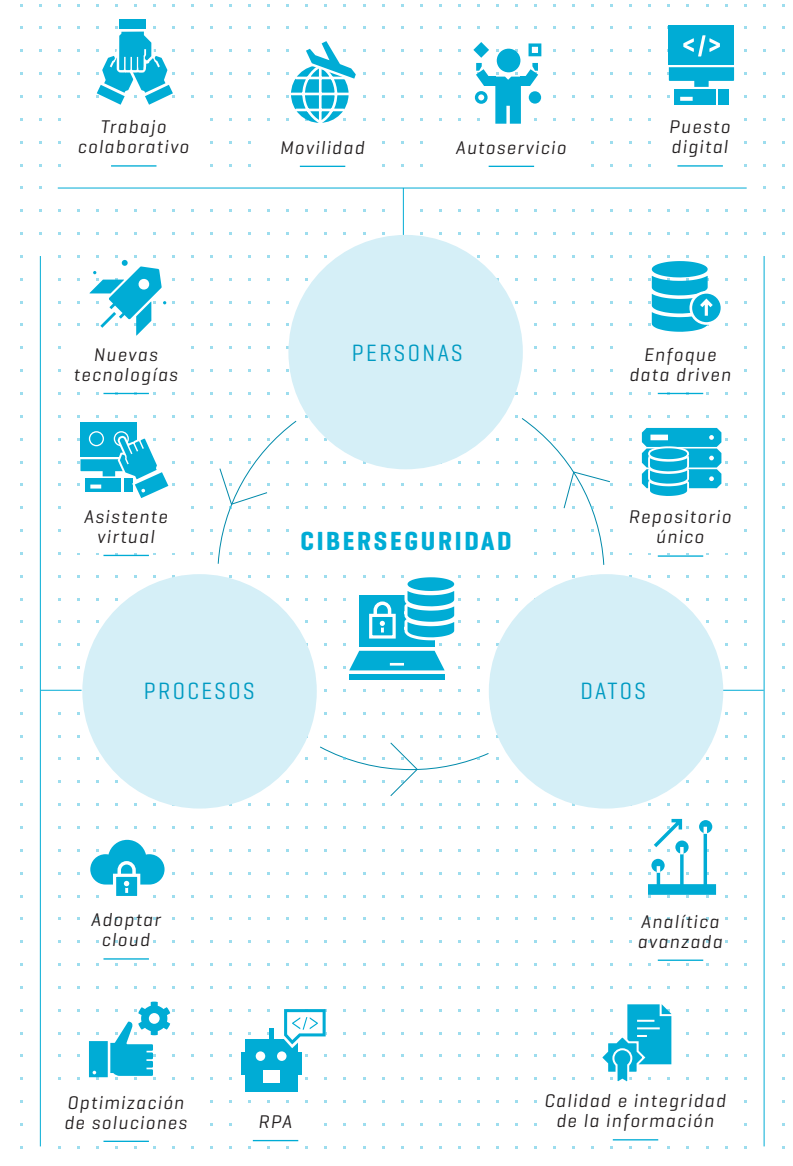 </>
Trabajo
colaborativo
Movilidad
Autoservicio
Puesto
digital
PERSONAS
Nuevas
tecnologías
Enfoque
data driven
Asistente
virtual
Repositorio
único
CIBERSEGURIDAD
PROCESOS
DATOS
Adoptar
cloud
Analítica
avanzada
</>
Optimización
de soluciones
RPA
Calidad e integridad
de la información